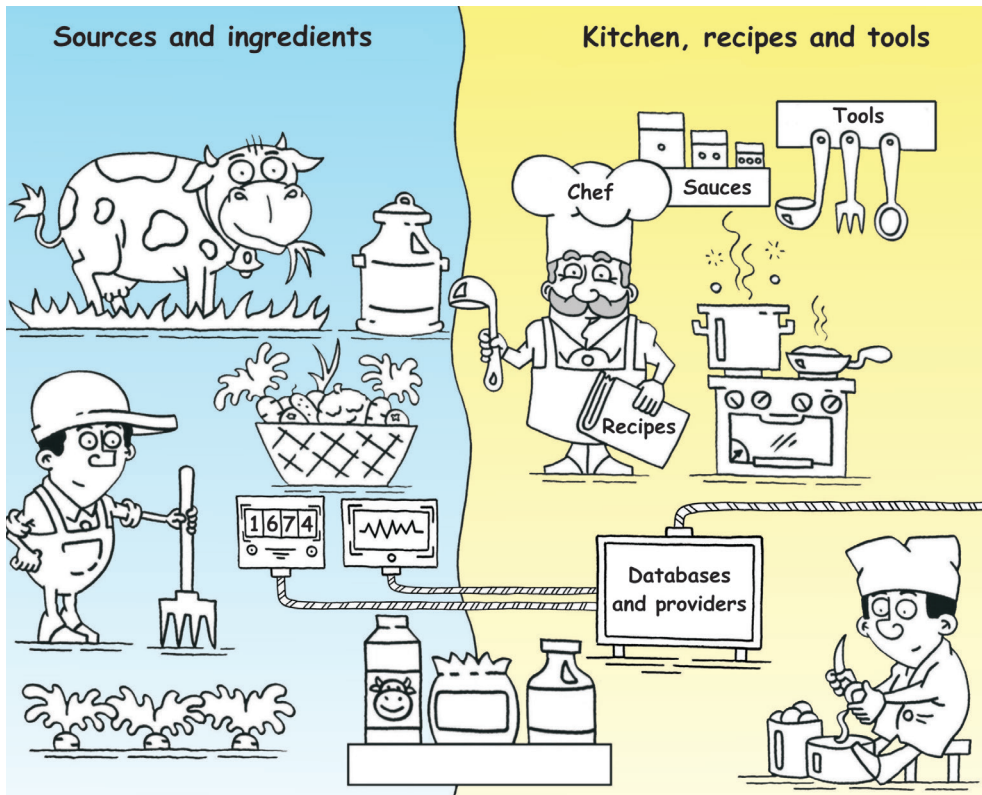 Sources and ingredients
Kitchen, recipes and tools
Tools
Chef
Sauces
Recipes
1674
Databases
and providers